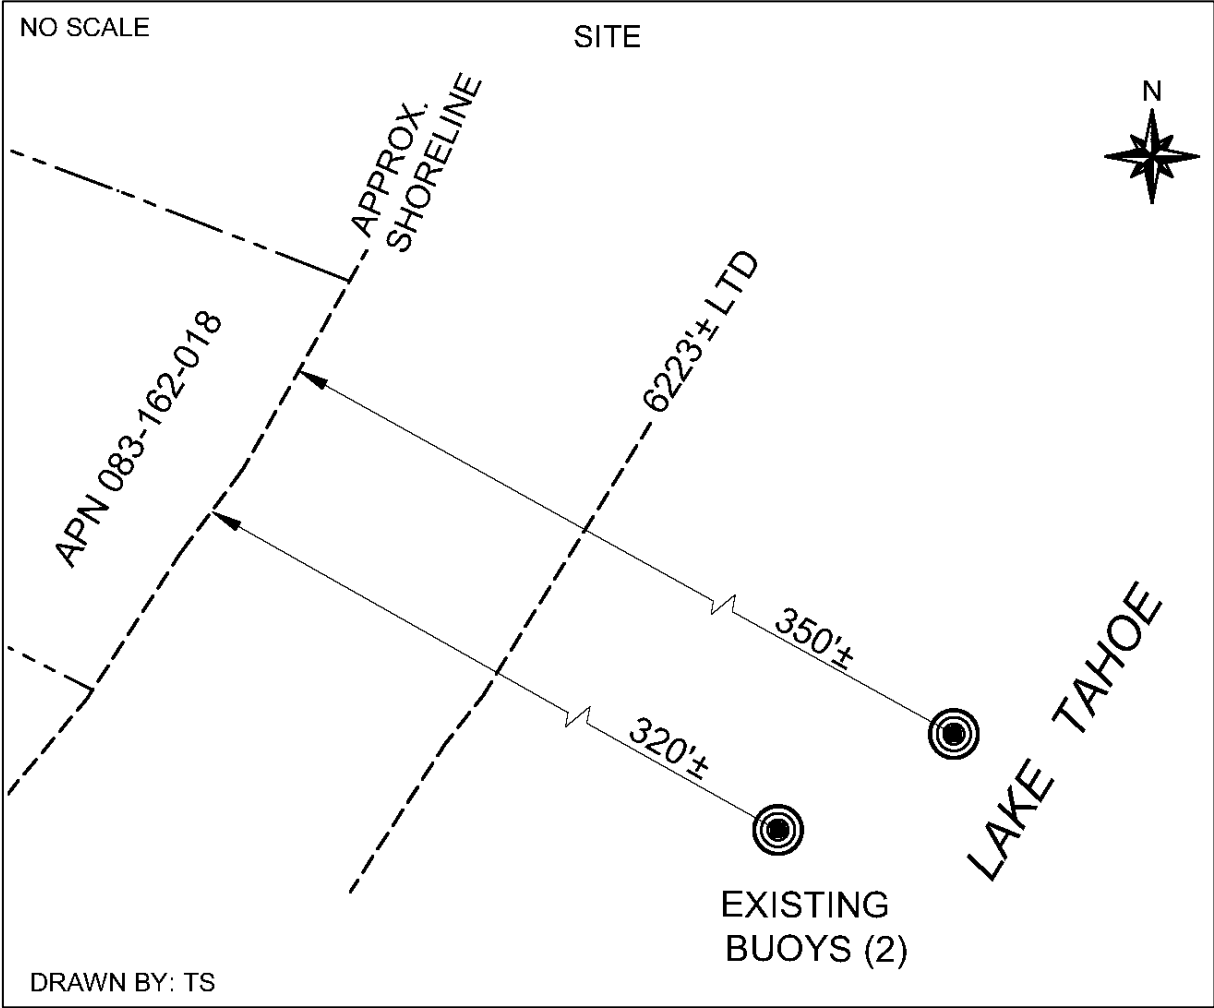 NO SCALE
SITE
N
APPROX.
SHORELINE
6223'± LTD
APN 083-162-018
350'±
320'±
LAKE TAHOE
EXISTING
BUOYS (2)
DRAWN BY: TS